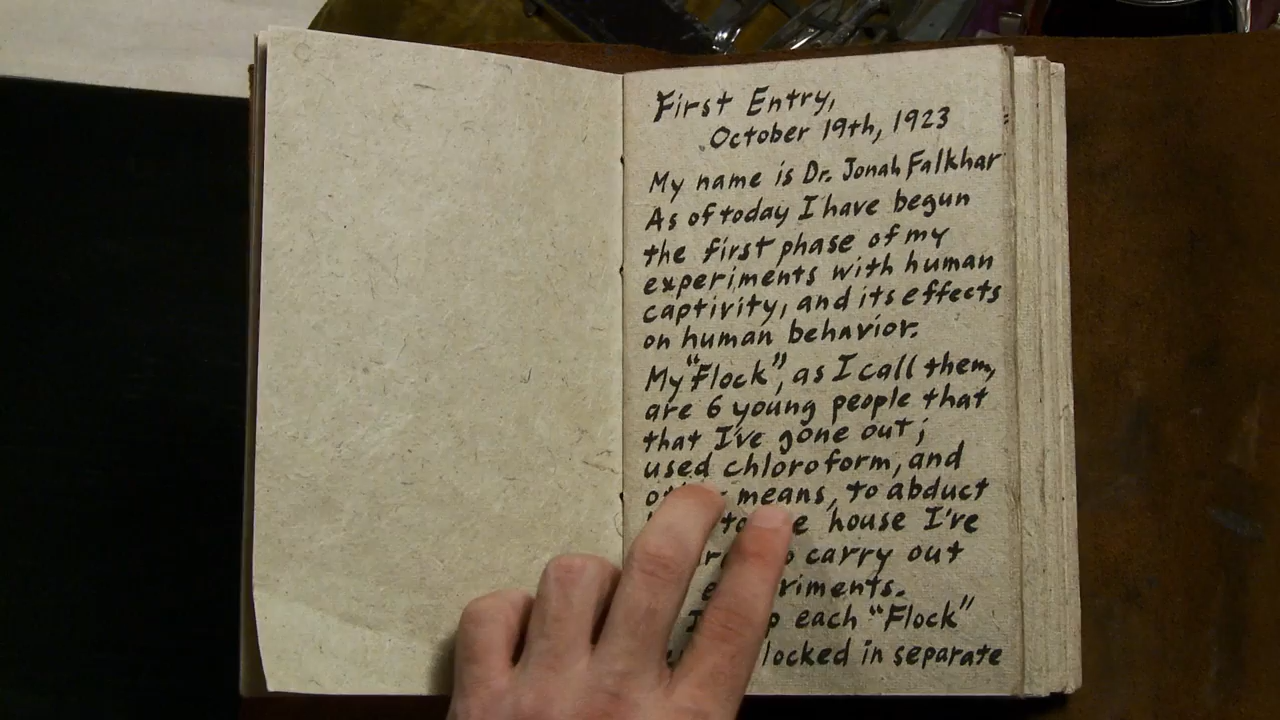 First Entry,
October 19th, 1923
My name is Dr. Jonah Falkhar
As of today I have begun
the first phase of my
experiments with human
captivity, and its effects
on human behavior.
My "Flock", as I call them,
are 6 young people that
that I've gone out;
used chloroform, and
means, to abduct
house I've
carry out
I each "Flock"
locked in separate